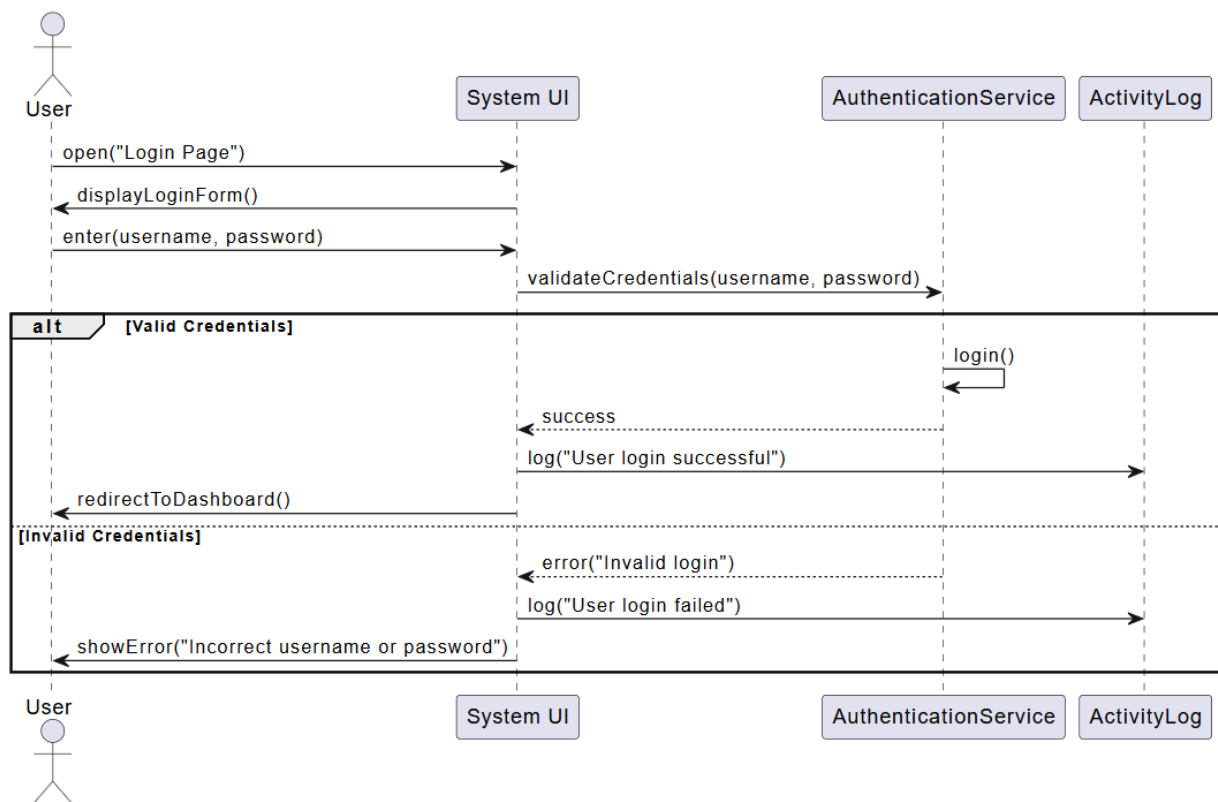 User
System UI
AuthenticationService
ActivityLog
open("Login Page")
displayLoginForm()
enter(username, password)
validateCredentials(username, password)
alt
[Valid Credentials]
login()
success
log("User login successful")
redirectToDashboard()
[Invalid Credentials]
error("Invalid login")
log("User login failed")
showError("Incorrect username or password")
User
System UI
AuthenticationService
ActivityLog